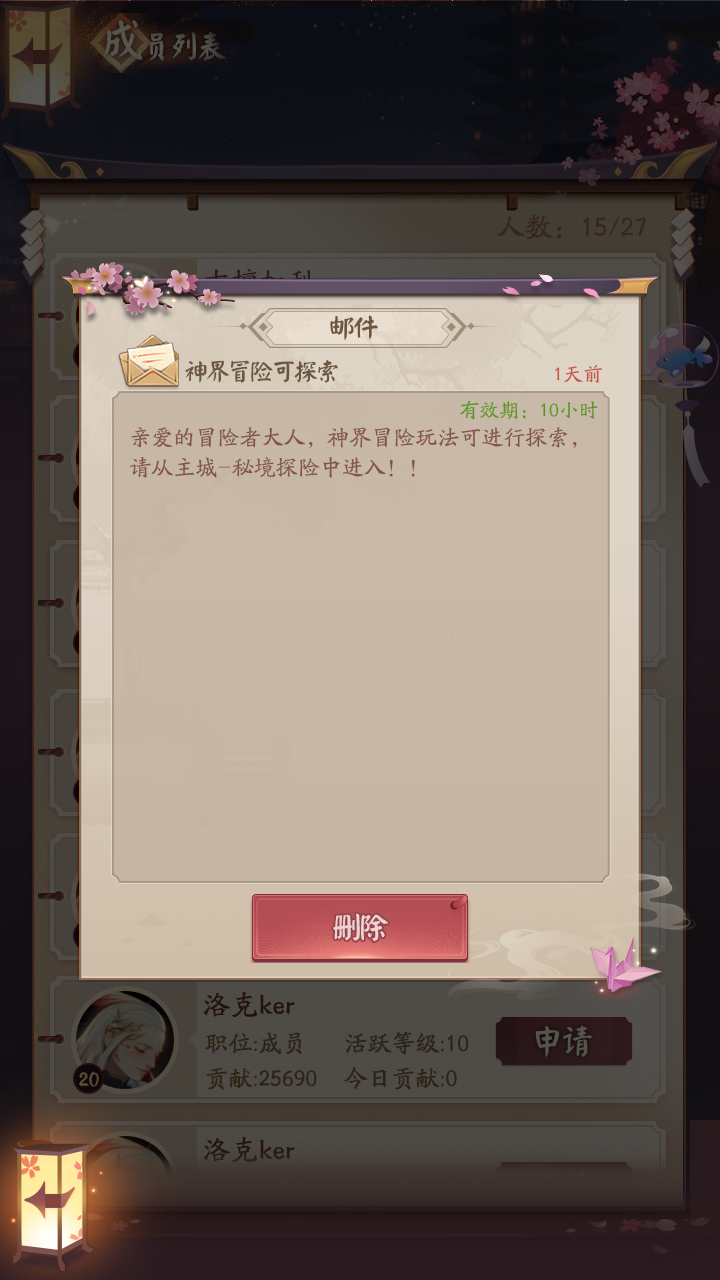 成员列表
人数：15/27
邮件
神界冒险可探索
1天前
有效期：10小时
亲爱的冒险者大人，神界冒险玩法可进行探索，
请从主城-秘境探险中进入！！
删除
洛克ker
职位:成员 活跃等级:10
申请
贡献:25690 今日贡献:0
20
洛克ker